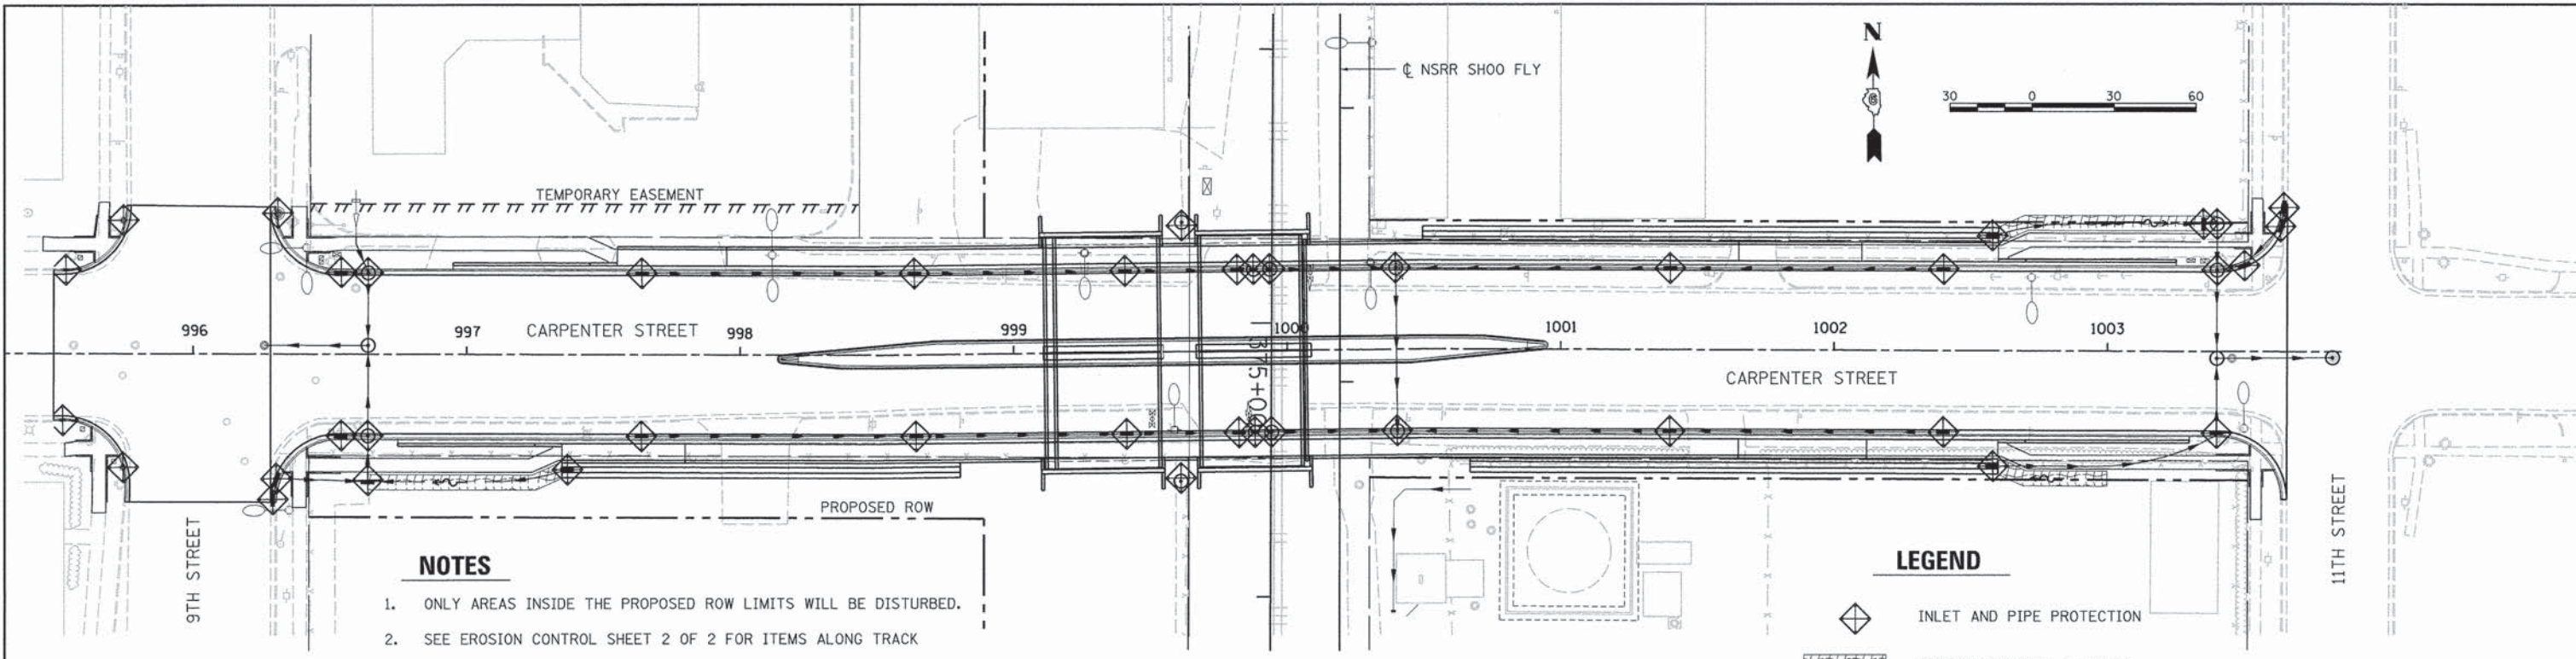 N
℄ NSRR SHOO FLY
30 0 30 60
TEMPORARY EASEMENT
996 997 998 999 1000 1001 1002 1003
CARPENTER STREET
375+00
CARPENTER STREET
PROPOSED ROW
9TH STREET
11TH STREET
NOTES
1. ONLY AREAS INSIDE THE PROPOSED ROW LIMITS WILL BE DISTURBED.
2. SEE EROSION CONTROL SHEET 2 OF 2 FOR ITEMS ALONG TRACK
LEGEND
INLET AND PIPE PROTECTION